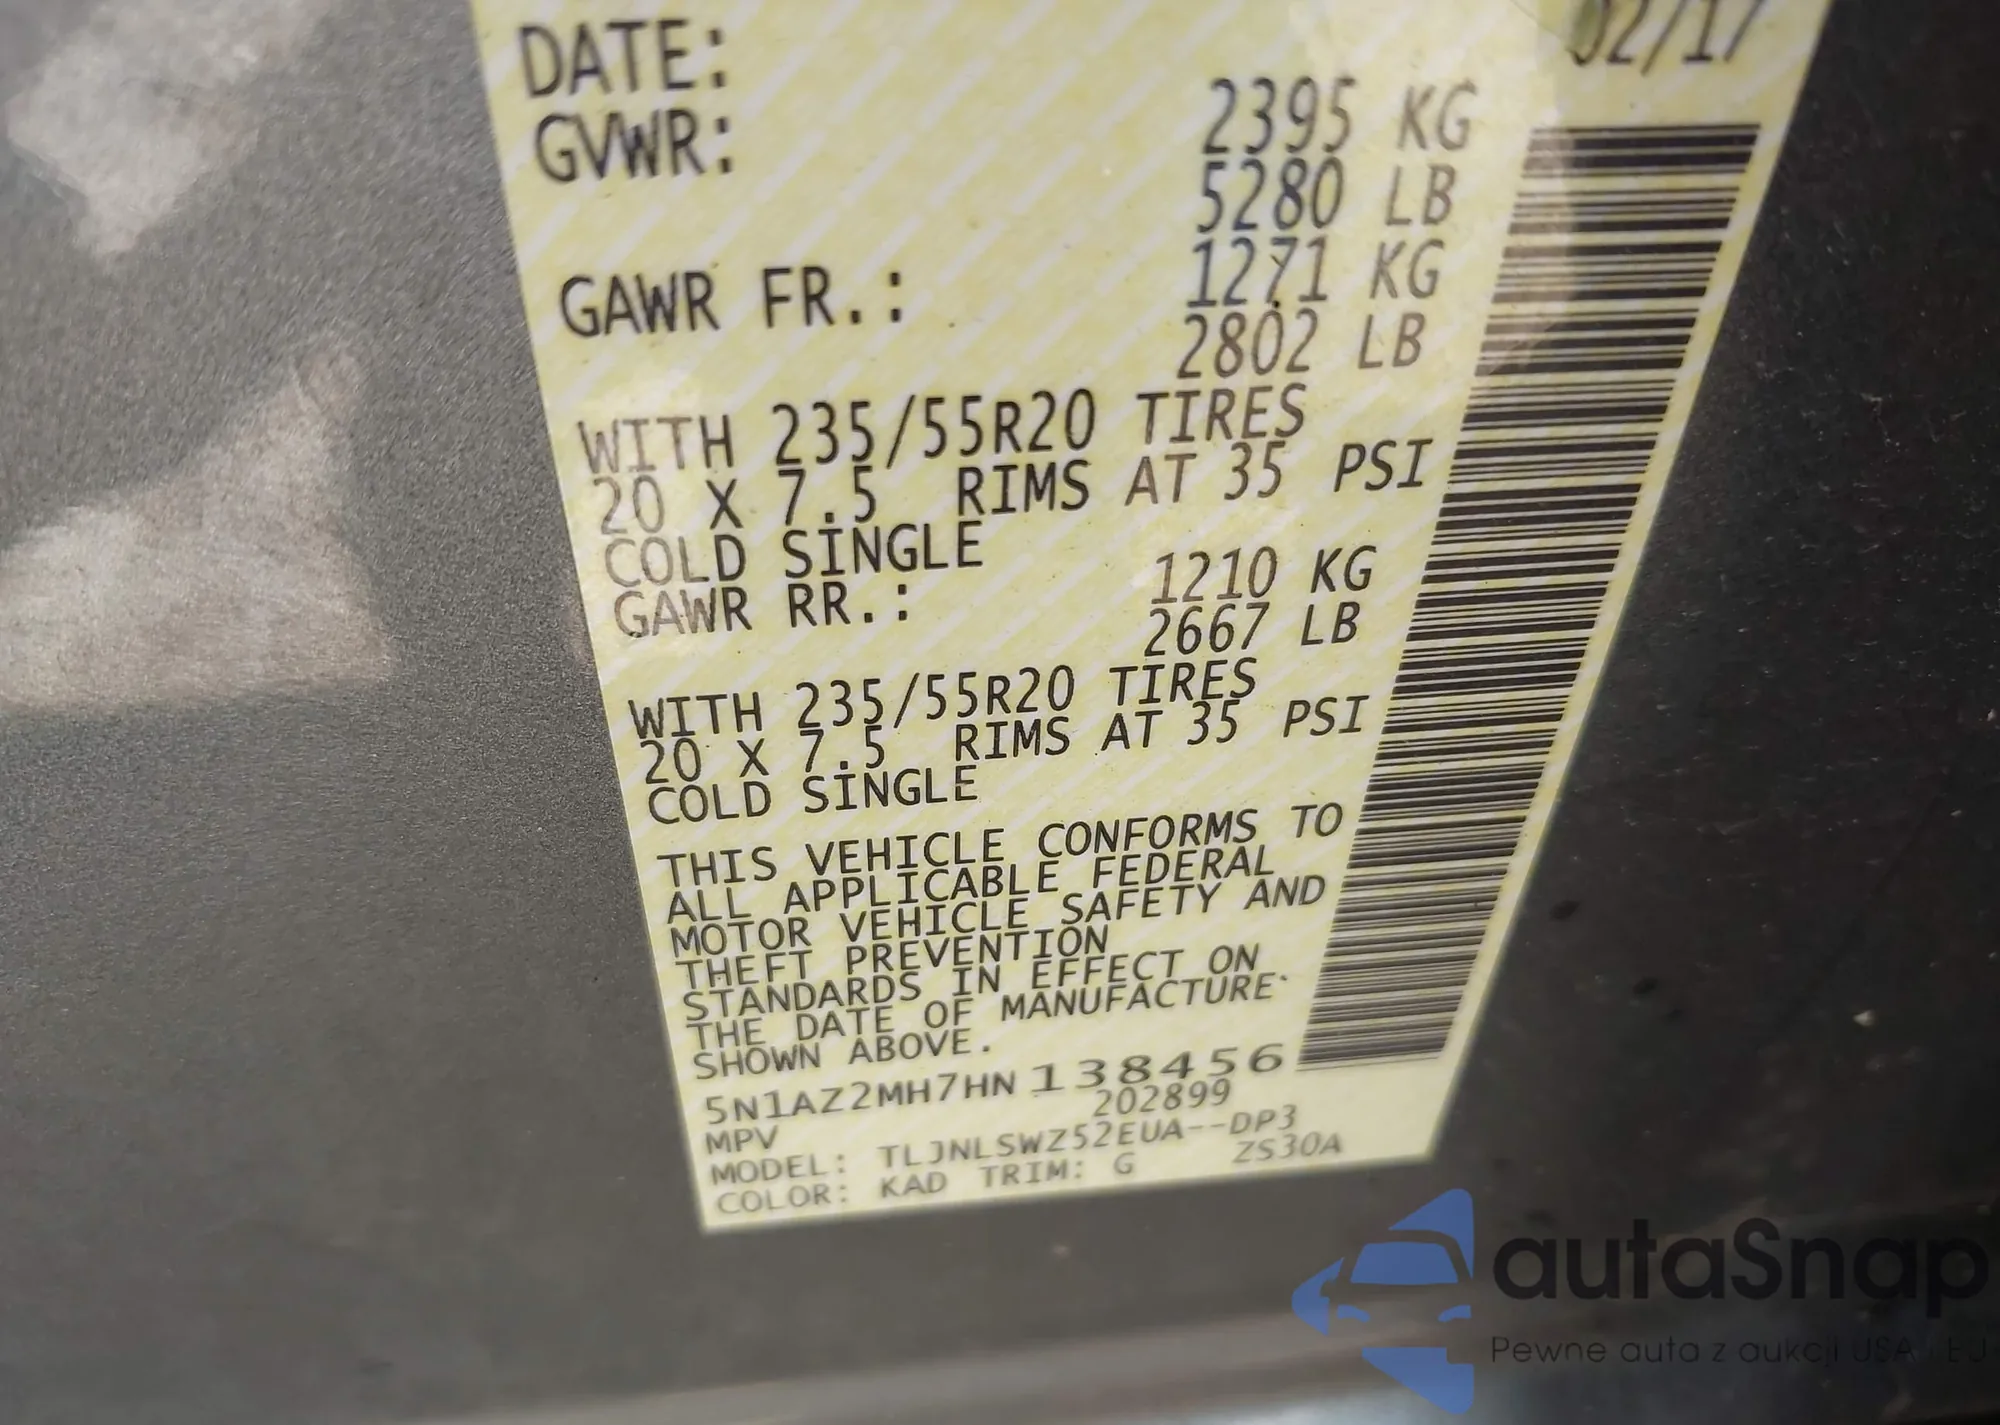 DATE: 02/17
GVWR: 2395 KG
5280 LB
GAWR FR.: 1271 KG
2802 LB
WITH 235/55R20 TIRES
20 X 7.5 RIMS AT 35 PSI
COLD SINGLE
GAWR RR.: 1210 KG
2667 LB
WITH 235/55R20 TIRES
20 X 7.5 RIMS AT 35 PSI
COLD SINGLE
THIS VEHICLE CONFORMS TO
ALL APPLICABLE FEDERAL
MOTOR VEHICLE SAFETY AND
THEFT PREVENTION
STANDARDS IN EFFECT ON
THE DATE OF MANUFACTURE
SHOWN ABOVE.
5N1AZ2MH7HN138456
MPV 202899
MODEL: TLJNLSWZ52EUA--DP3
COLOR: KAD TRIM: G ZS30A
autaSnap
Pewne auta z aukcji USA i EU